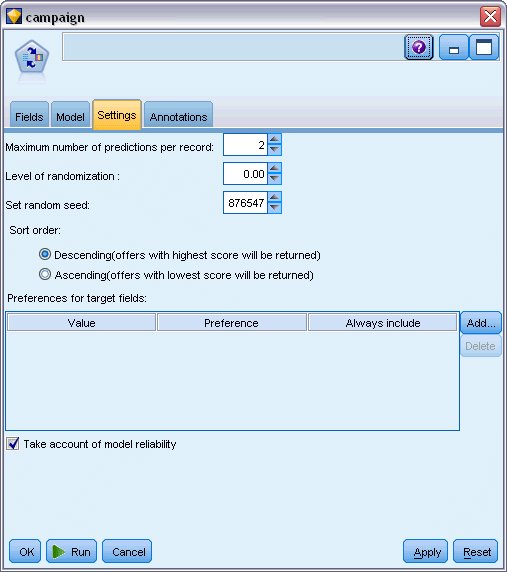 campaign
?
Fields Model Settings Annotations
Maximum number of predictions per record: 2
Level of randomization : 0.00
Set random seed: 876547
Sort order:
Descending(offers with highest score will be returned)
Ascending(offers with lowest score will be returned)
Preferences for target fields:
Value Preference Always include Add...
Delete
Take account of model reliability
OK Run Cancel Apply Reset